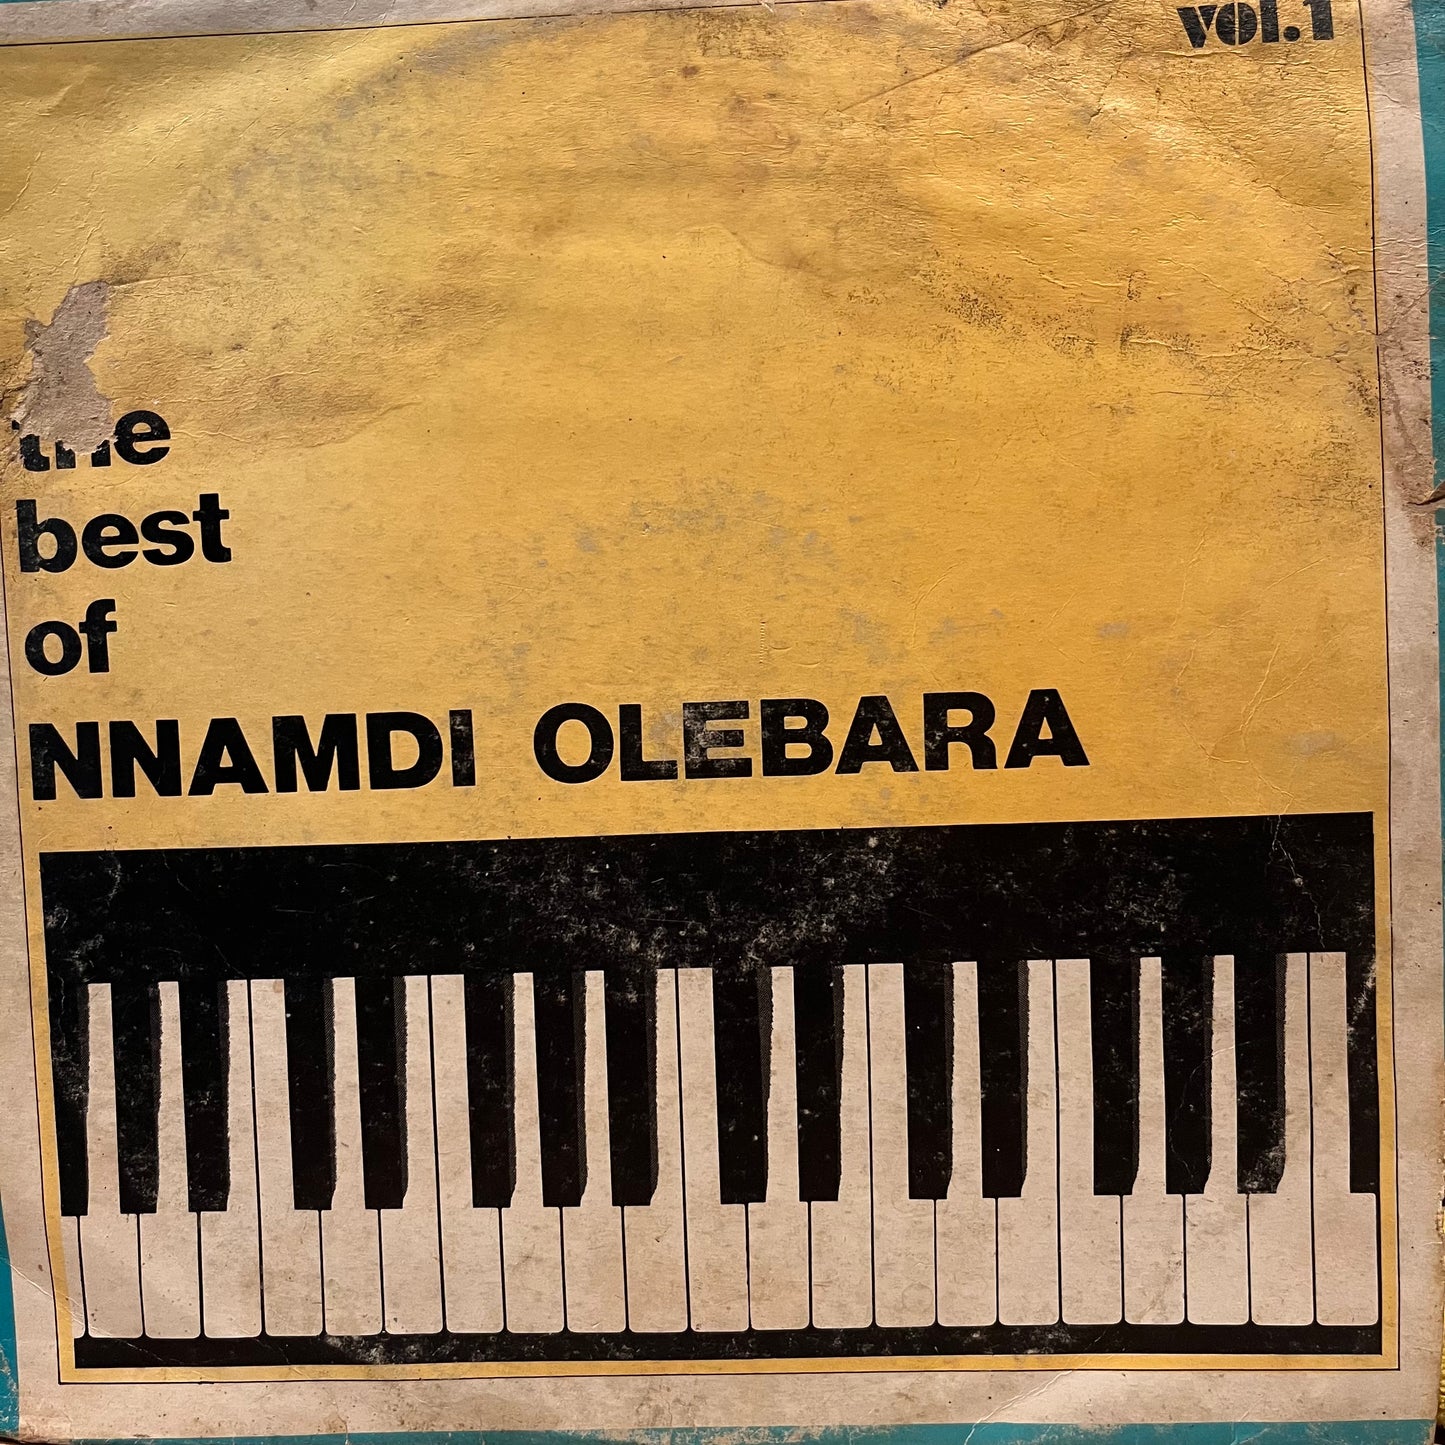 vol.1
the
best
of
NNAMDI OLEBARA